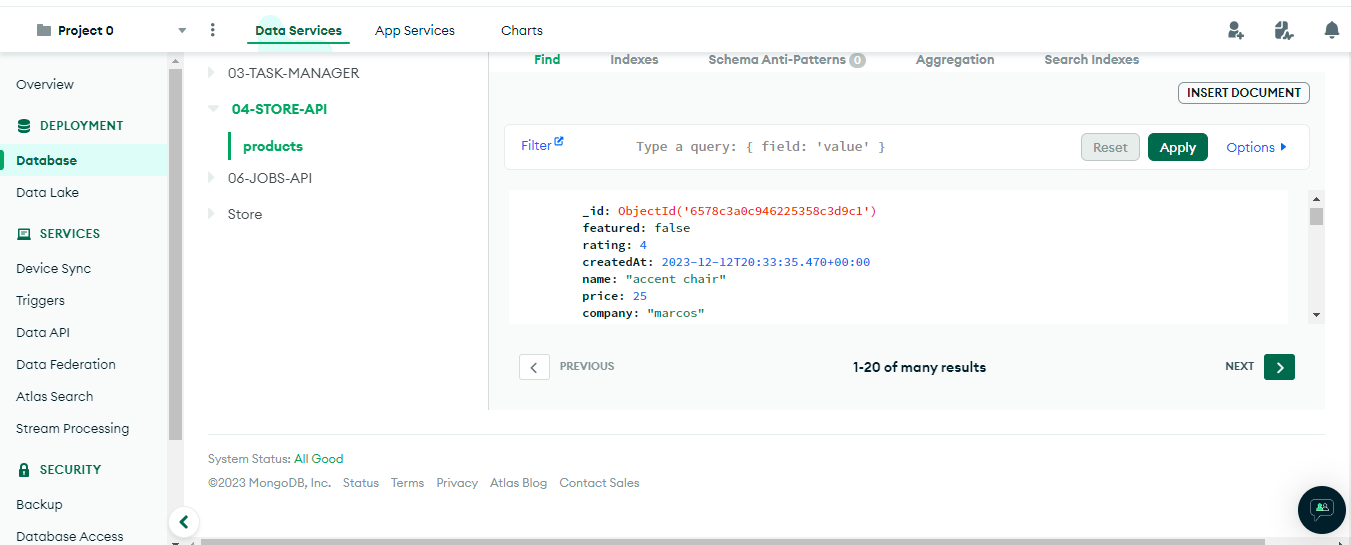 Project 0
Data Services
App Services
Charts
Overview
DEPLOYMENT
Database
Data Lake
SERVICES
Device Sync
Triggers
Data API
Data Federation
Atlas Search
Stream Processing
SECURITY
Backup
Database Access
03-TASK-MANAGER
04-STORE-API
products
06-JOBS-API
Store
Find Indexes Schema Anti-Patterns 0 Aggregation Search Indexes
INSERT DOCUMENT
Filter Type a query: { field: 'value' } Reset Apply Options
_id: ObjectId('6578c3a0c946225358c3d9c1')
featured: false
rating: 4
createdAt: 2023-12-12T20:33:35.470+00:00
name: "accent chair"
price: 25
company: "marcos"
PREVIOUS 1-20 of many results NEXT
System Status: All Good
©2023 MongoDB, Inc. Status Terms Privacy Atlas Blog Contact Sales